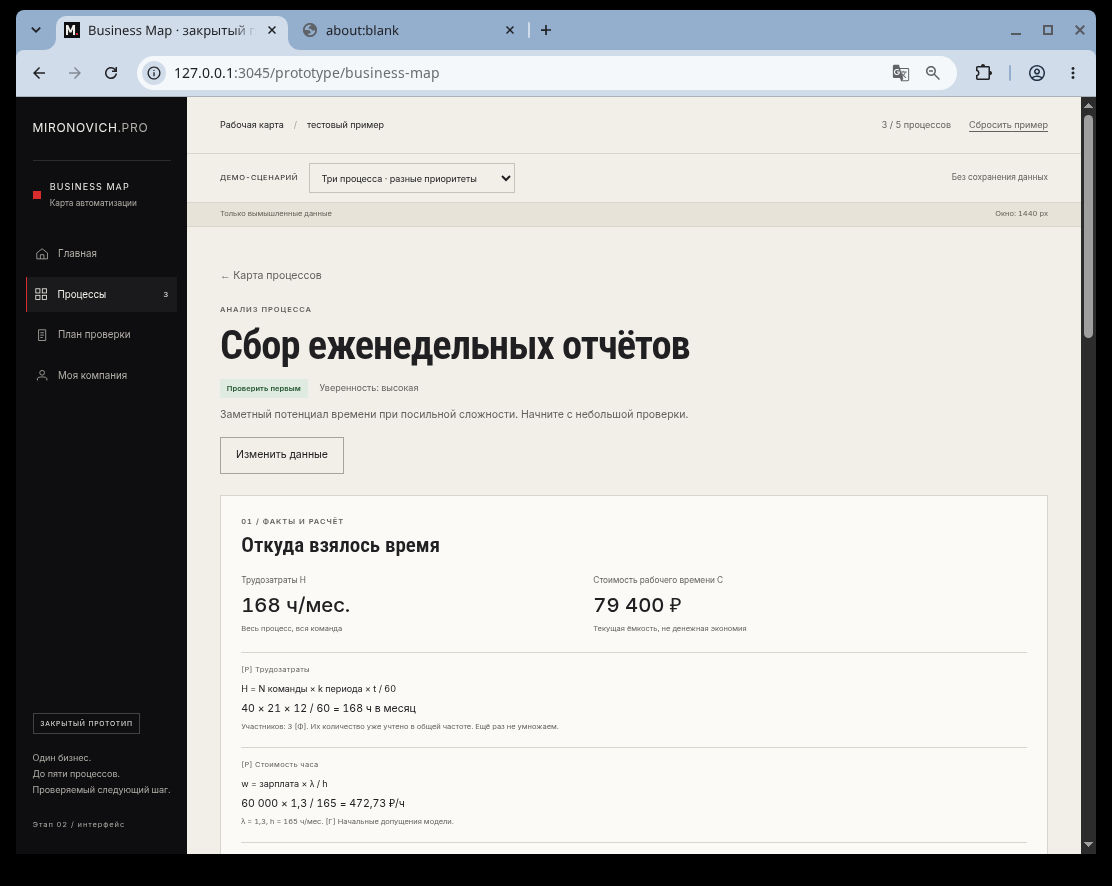 Business Map · закрытый
about:blank
127.0.0.1:3045/prototype/business-map
MIRONOVICH.PRO
BUSINESS MAP
Карта автоматизации
Главная
Процессы 3
План проверки
Моя компания
ЗАКРЫТЫЙ ПРОТОТИП
Один бизнес.
До пяти процессов.
Проверяемый следующий шаг.
Этап 02 / интерфейс
Рабочая карта / тестовый пример
3 / 5 процессов Сбросить пример
ДЕМО-СЦЕНАРИЙ Три процесса · разные приоритеты
Без сохранения данных
Только вымышленные данные
Окно: 1440 px
← Карта процессов
АНАЛИЗ ПРОЦЕССА
Сбор еженедельных отчётов
Проверить первым Уверенность: высокая
Заметный потенциал времени при посильной сложности. Начните с небольшой проверки.
Изменить данные
01 / ФАКТЫ И РАСЧЁТ
Откуда взялось время
Трудозатраты H
168 ч/мес.
Весь процесс, вся команда
Стоимость рабочего времени C
79 400 ₽
Текущая ёмкость, не денежная экономия
[Р] Трудозатраты
H = N команды × k периода × t / 60
40 × 21 × 12 / 60 = 168 ч в месяц
Участников: 3 [Ф]. Их количество уже учтено в общей частоте. Ещё раз не умножаем.
[Р] Стоимость часа
w = зарплата × λ / h
60 000 × 1,3 / 165 = 472,73 ₽/ч
λ = 1,3, h = 165 ч/мес. [Г] Начальные допущения модели.